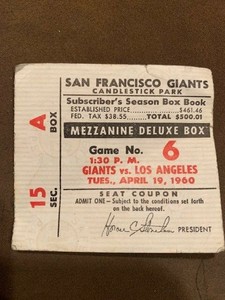 SAN FRANCISCO GIANTS
CANDLESTICK PARK
Subscriber's Season Box Book
ESTABLISHED PRICE $461.46
FED. TAX $38.55 TOTAL $500.01
MEZZANINE DELUXE BOX
Game No. 6
1:30 P. M.
GIANTS vs. LOS ANGELES
TUES., APRIL 19, 1960
SEAT COUPON
ADMIT ONE - Subject to the conditions set forth
on the back hereof.
PRESIDENT
A
BOX
15
SEC.